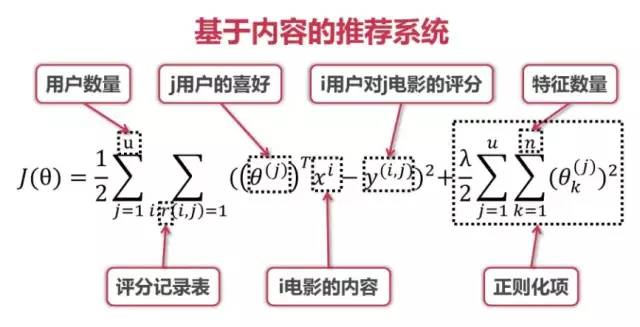 基于内容的推荐系统
用户数量 j用户的喜好 i用户对j电影的评分 特征数量
J(θ) = 1/2 ∑_{j=1}^{u} ∑_{i:r(i,j)=1} ((θ^{(j)})^T x^i − y^{(i,j)})^2 + λ/2 ∑_{j=1}^{u} ∑_{k=1}^{n} (θ_k^{(j)})^2
评分记录表 i电影的内容 正则化项